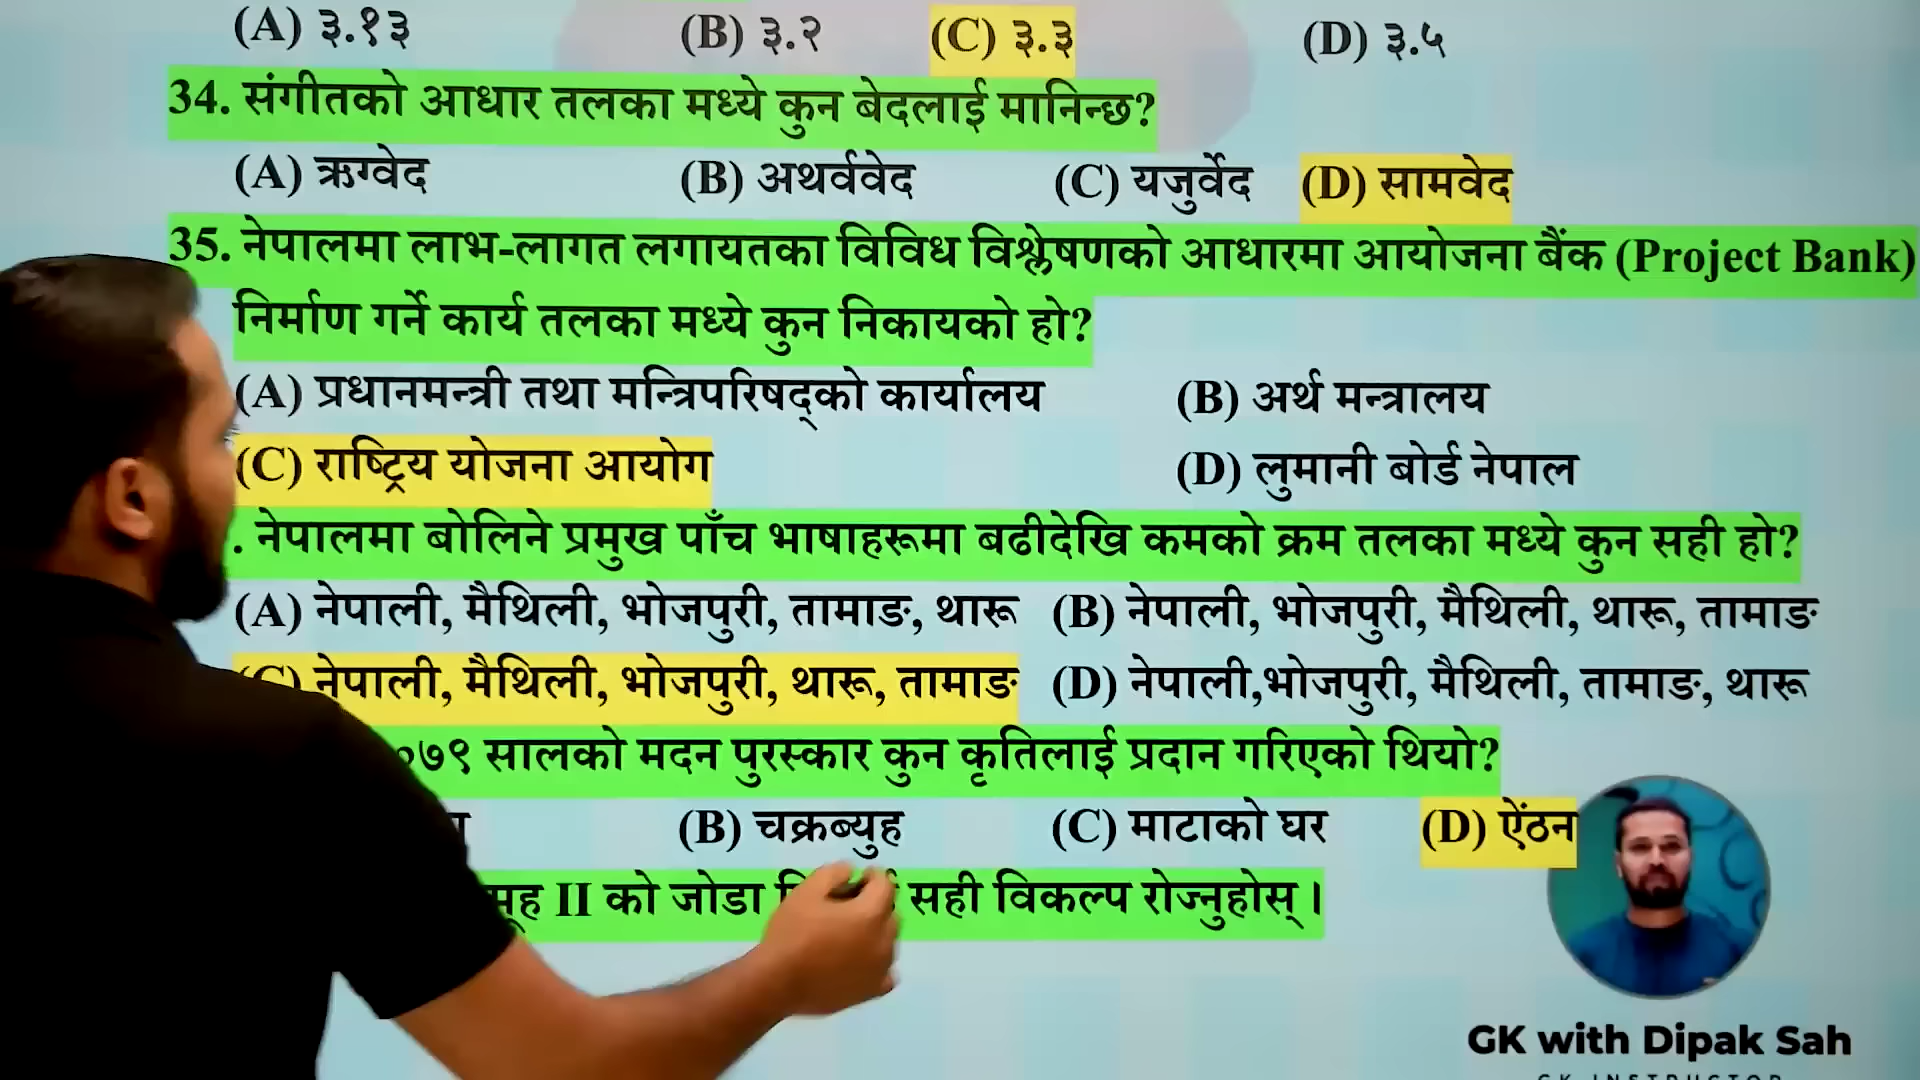 (A) ३.१३ (B) ३.२ (C) ३.३ (D) ३.५
34. संगीतको आधार तलका मध्ये कुन बेदलाई मानिन्छ?
(A) ऋग्वेद (B) अथर्ववेद (C) यजुर्वेद (D) सामवेद
35. नेपालमा लाभ-लागत लगायतका विविध विश्लेषणको आधारमा आयोजना बैंक (Project Bank)
निर्माण गर्ने कार्य तलका मध्ये कुन निकायको हो?
(A) प्रधानमन्त्री तथा मन्त्रिपरिषद्को कार्यालय (B) अर्थ मन्त्रालय
(C) राष्ट्रिय योजना आयोग (D) लुमानी बोर्ड नेपाल
. नेपालमा बोलिने प्रमुख पाँच भाषाहरूमा बढीदेखि कमको क्रम तलका मध्ये कुन सही हो?
(A) नेपाली, मैथिली, भोजपुरी, तामाङ, थारू (B) नेपाली, भोजपुरी, मैथिली, थारू, तामाङ
(C) नेपाली, मैथिली, भोजपुरी, थारू, तामाङ (D) नेपाली,भोजपुरी, मैथिली, तामाङ, थारू
०७९ सालको मदन पुरस्कार कुन कृतिलाई प्रदान गरिएको थियो?
(B) चक्रब्युह (C) माटाको घर (D) ऐंठन
II को जोडा सही विकल्प रोज्नुहोस् ।
GK with Dipak Sah